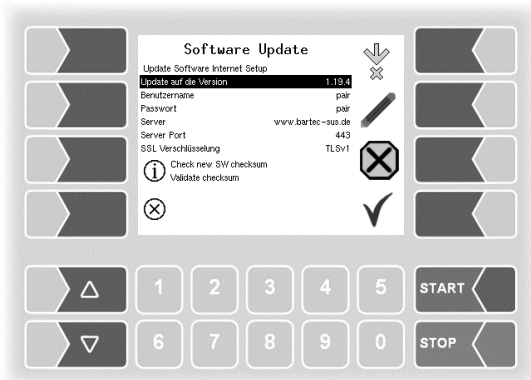 Software Update
Update Software Internet Setup
Update auf die Version 1.19.4
Benutzername pair
Passwort pair
Server www.bartec-sus.de
Server Port 443
SSL Verschlüsselung TLSv1
Check new SW checksum
Validate checksum
1 2 3 4 5 START
6 7 8 9 0 STOP